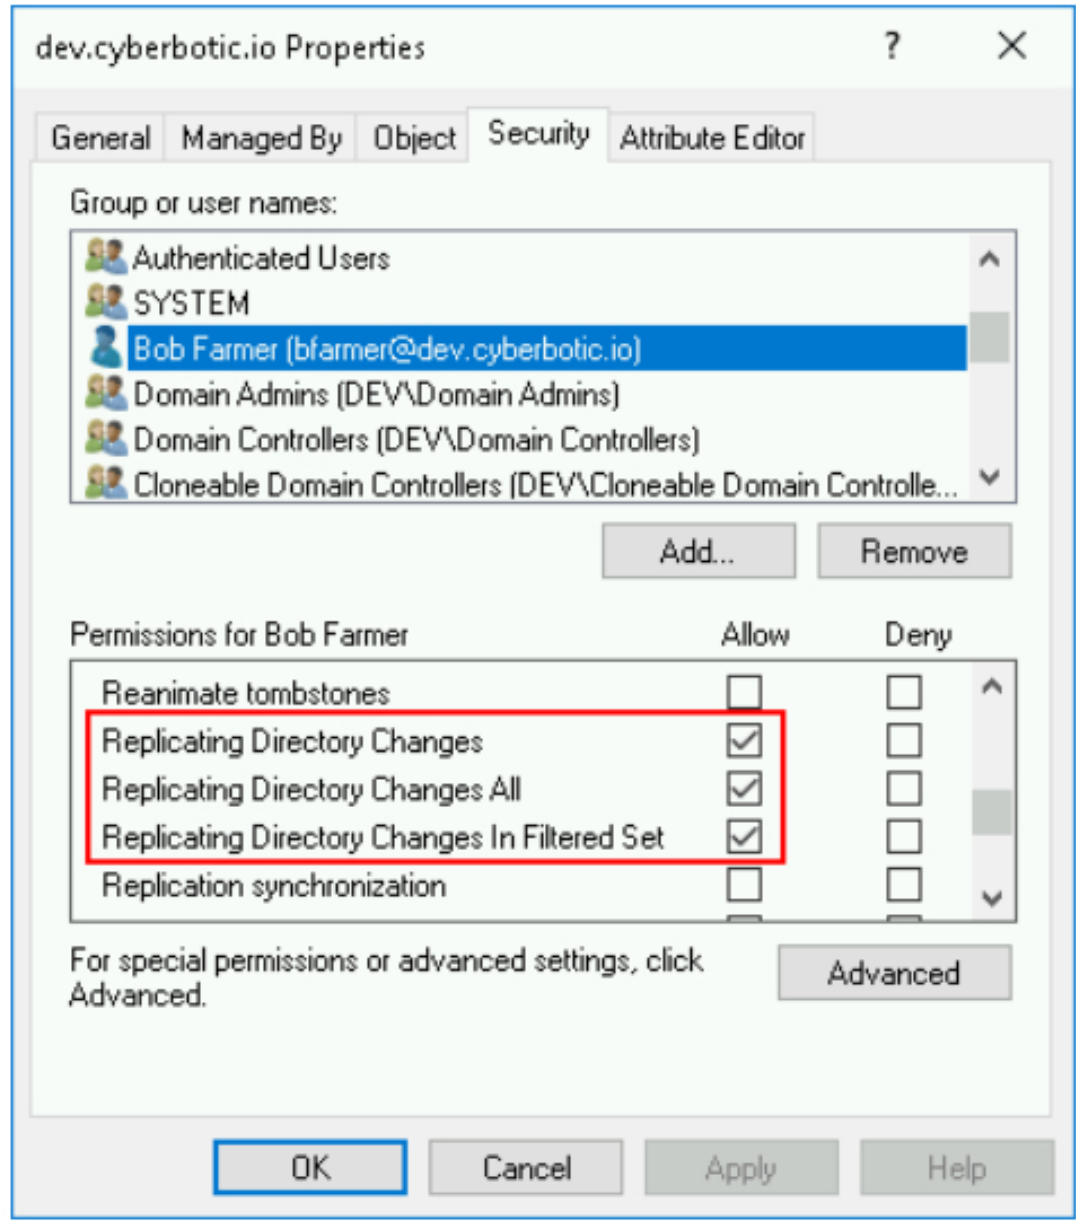 dev.cyberbotic.io Properties ?
General Managed By Object Security Attribute Editor
Group or user names:
Authenticated Users
SYSTEM
Bob Farmer (bfarmer@dev.cyberbotic.io)
Domain Admins (DEV\Domain Admins)
Domain Controllers (DEV\Domain Controllers)
Cloneable Domain Controllers (DEV\Cloneable Domain Controlle...
Add... Remove
Permissions for Bob Farmer Allow Deny
Reanimate tombstones
Replicating Directory Changes
Replicating Directory Changes All
Replicating Directory Changes In Filtered Set
Replication synchronization
For special permissions or advanced settings, click
Advanced.
Advanced
OK Cancel Apply Help